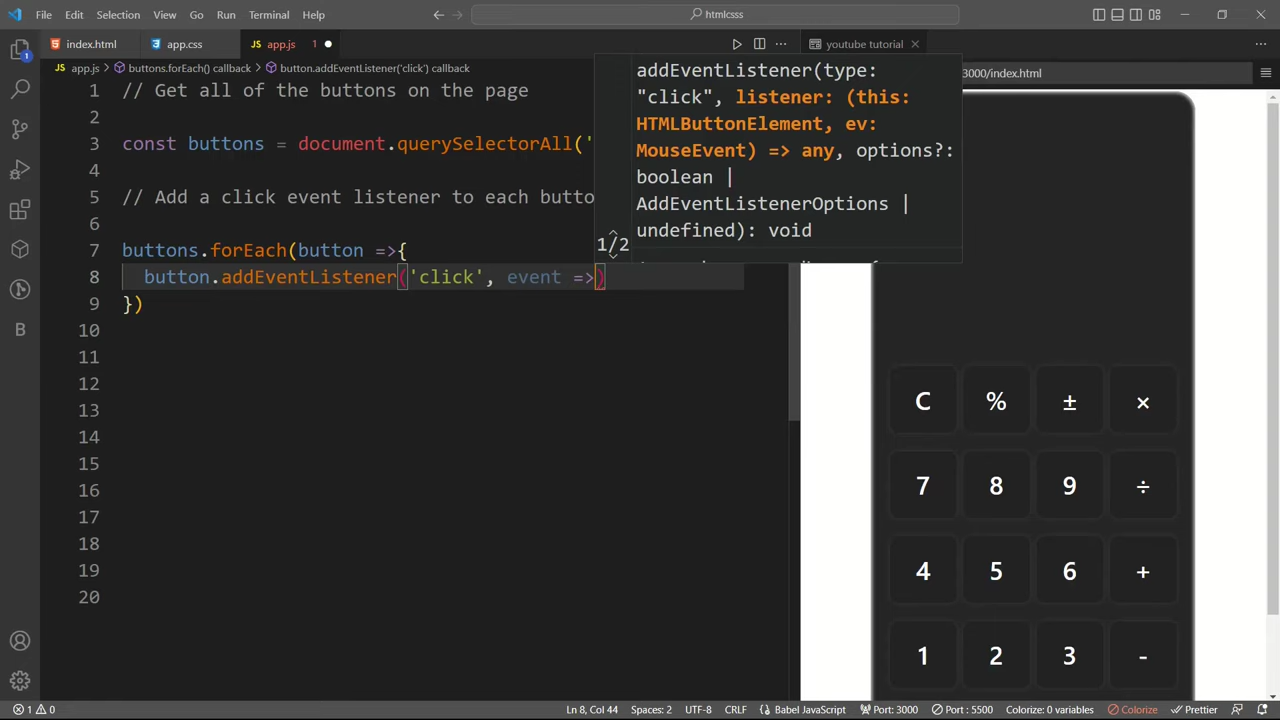 File Edit Selection View Go Run Terminal Help
htmlcsss
index.html
app.css
JS app.js 1
youtube tutorial
JS app.js > buttons.forEach() callback > button.addEventListener('click') callback
3000/index.html
addEventListener(type:
"click", listener: (this:
HTMLButtonElement, ev:
MouseEvent) => any, options?:
boolean |
AddEventListenerOptions |
undefined): void
1/2
1 // Get all of the buttons on the page
2
3 const buttons = document.querySelectorAll('
4
5 // Add a click event listener to each butto
6
7 buttons.forEach(button =>{
8 button.addEventListener('click', event =>)
9 })
10
11
12
13
14
15
16
17
18
19
20
C % ± ×
7 8 9 ÷
4 5 6 +
1 2 3 -
1
B
1 0
Ln 8, Col 44 Spaces: 2 UTF-8 CRLF {} Babel JavaScript Port: 3000 Port : 5500 Colorize: 0 variables Colorize Prettier